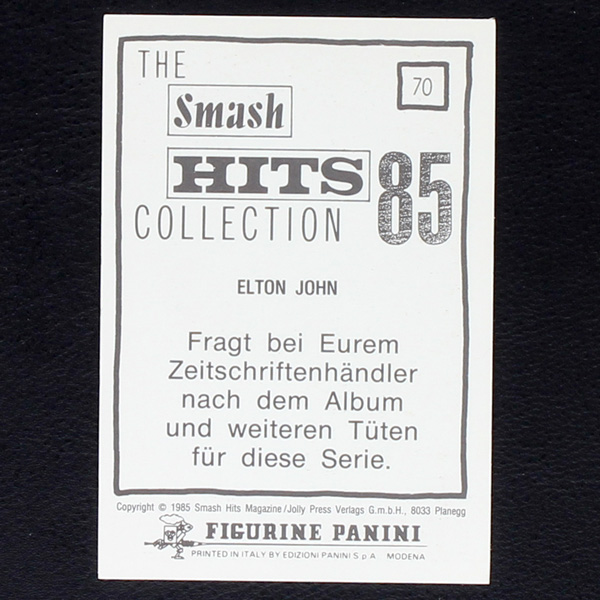 THE
70
Smash
HITS 85
COLLECTION
ELTON JOHN
Fragt bei Eurem
Zeitschriftenhändler
nach dem Album
und weiteren Tüten
für diese Serie.
Copyright © 1985 Smash Hits Magazine/Jolly Press Verlags G.m.b.H., 8033 Planegg
FIGURINE PANINI
PRINTED IN ITALY BY EDIZIONI PANINI S.p.A. MODENA